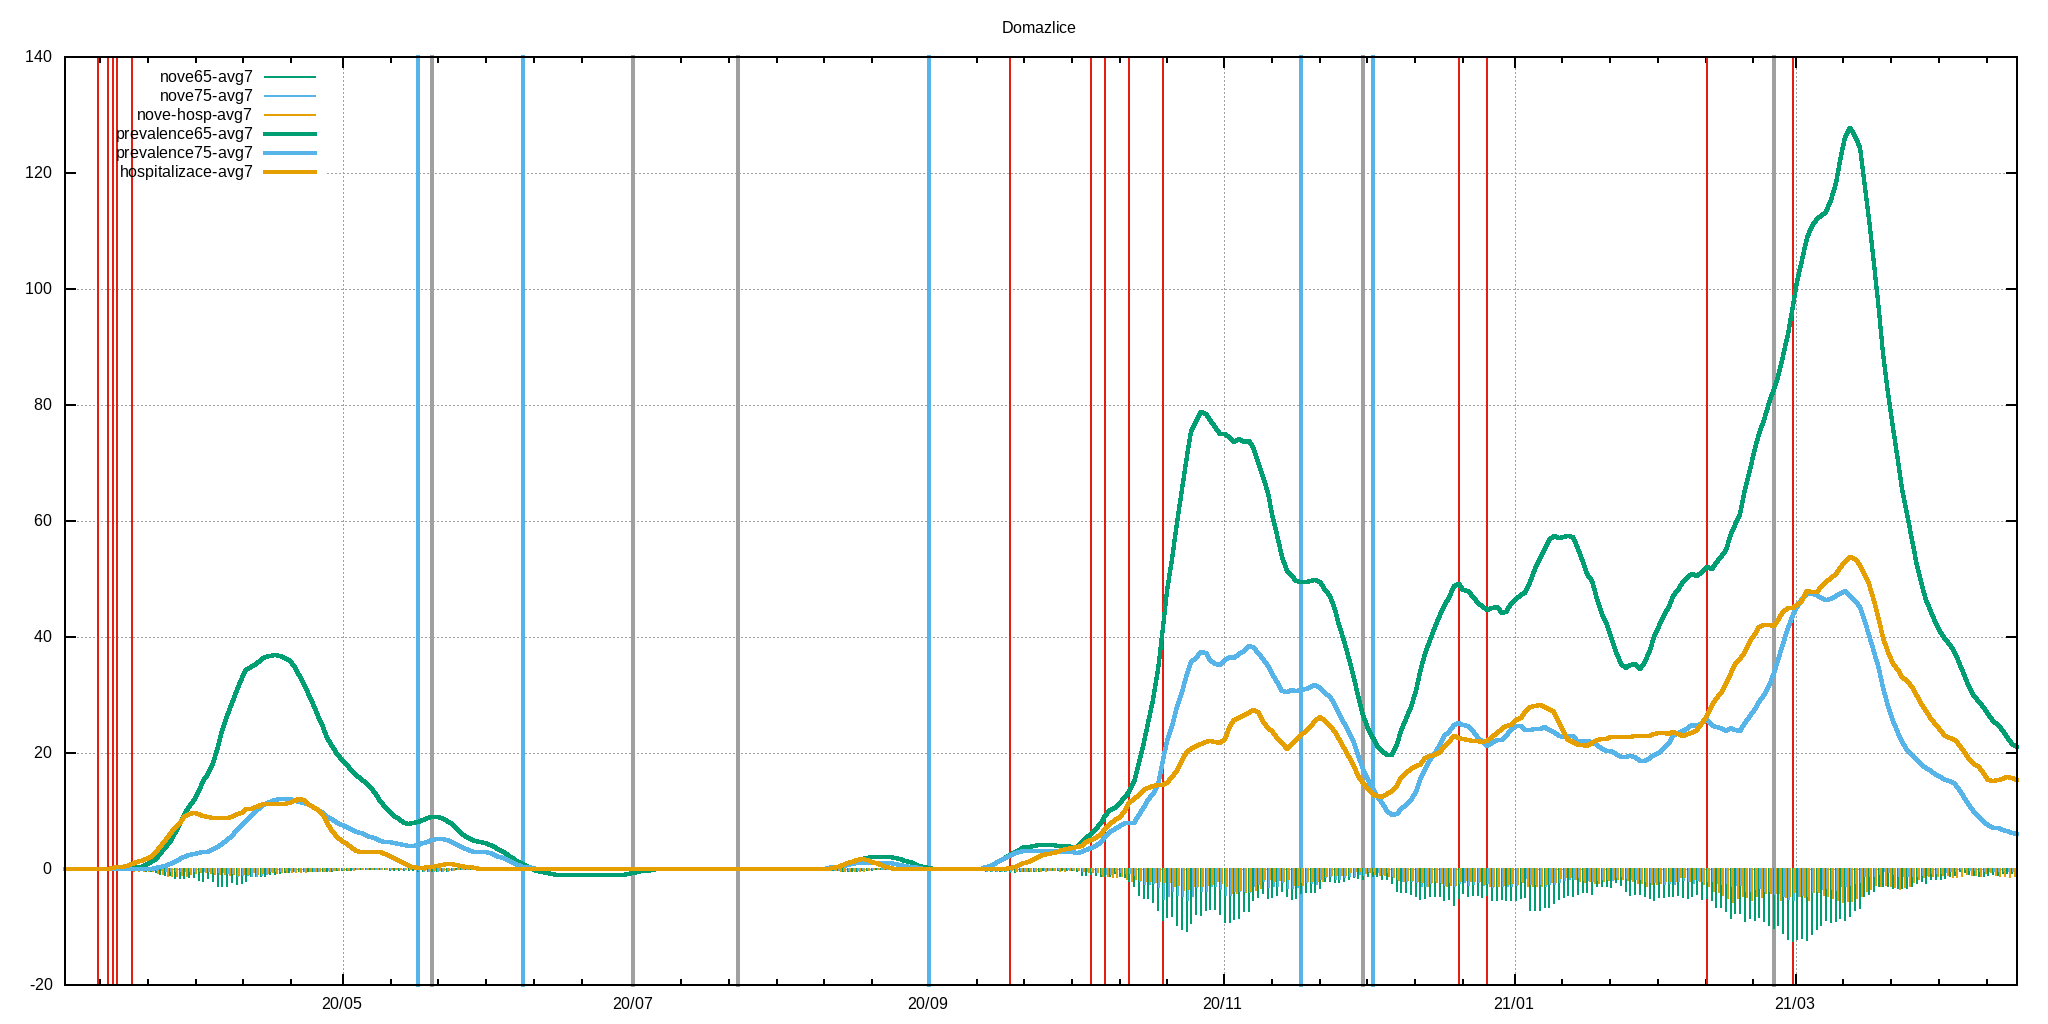 Domazlice
140
120
100
80
60
40
20
0
-20
nove65-avg7
nove75-avg7
nove-hosp-avg7
prevalence65-avg7
prevalence75-avg7
hospitalizace-avg7
20/05 20/07 20/09 20/11 21/01 21/03